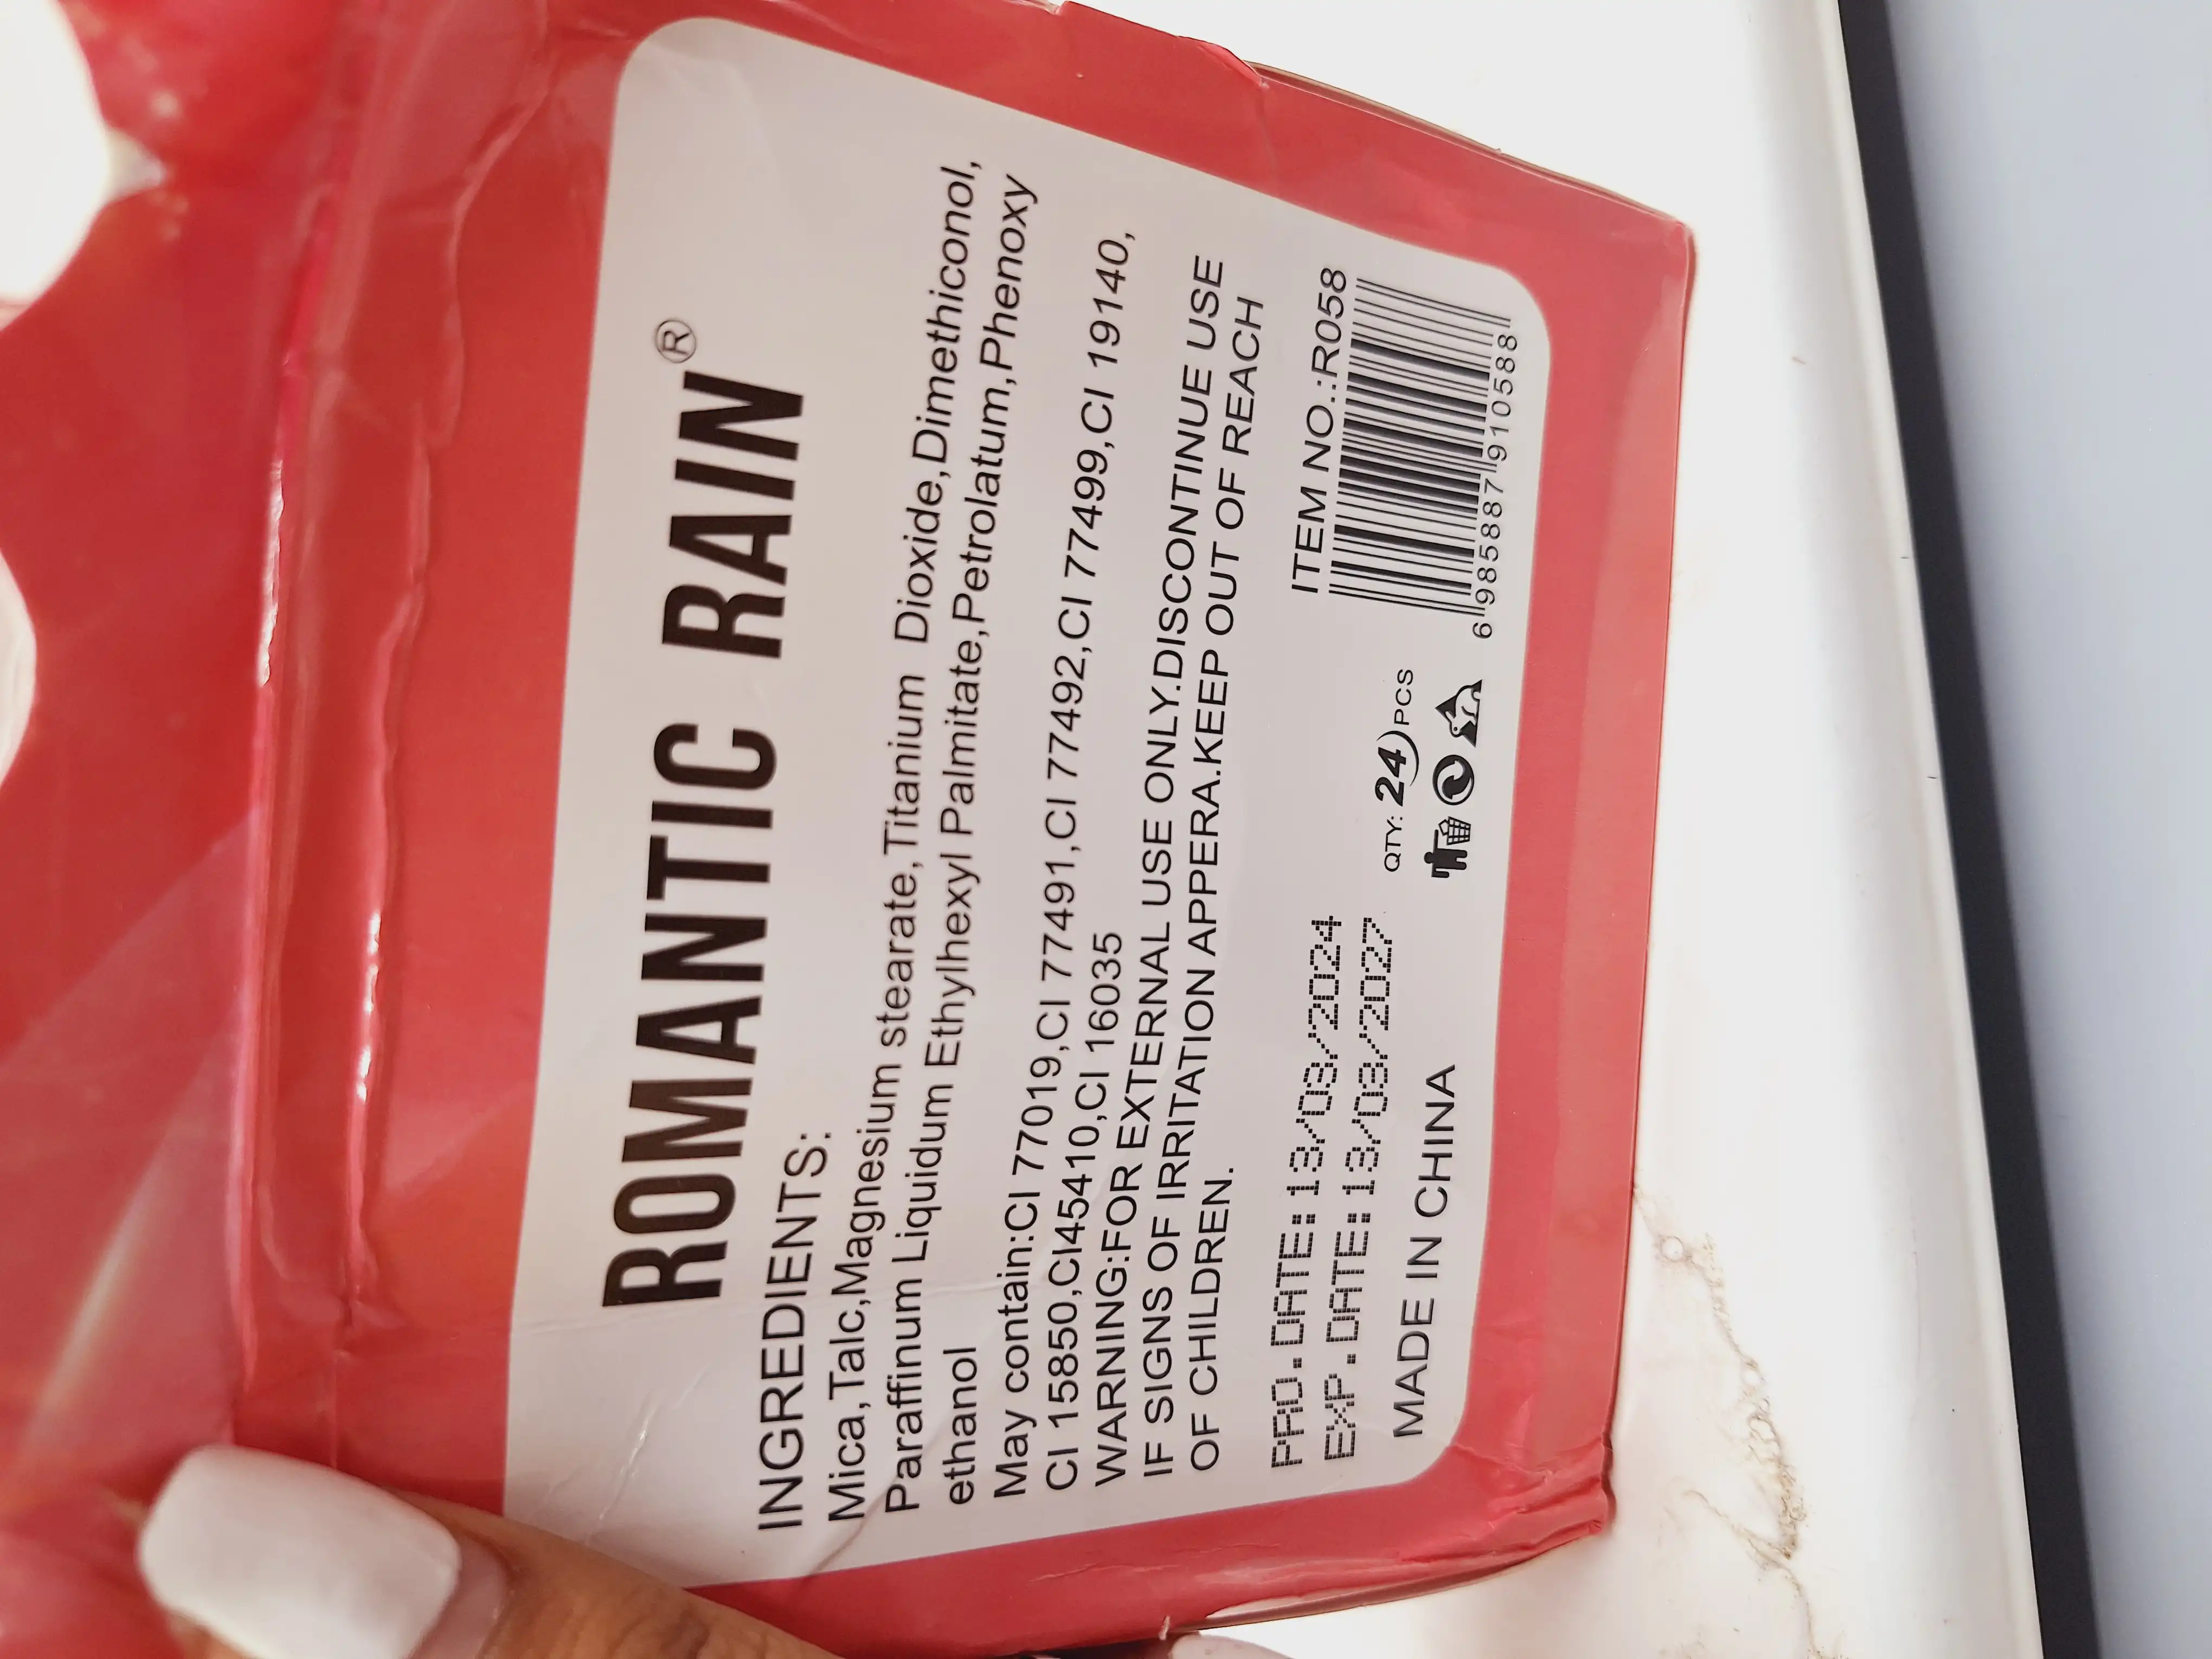 ROMANTIC RAIN®
INGREDIENTS:
Mica,Talc,Magnesium stearate,Titanium Dioxide,Dimethiconol,
Paraffinum Liquidum Ethylhexyl Palmitate,Petrolatum,Phenoxy
ethanol
May contain:CI 77019,CI 77491,CI 77492,CI 77499,CI 19140,
CI 15850,CI45410,CI 16035
WARNING:FOR EXTERNAL USE ONLY.DISCONTINUE USE
IF SIGNS OF IRRITATION APPERA.KEEP OUT OF REACH
OF CHILDREN.
PRO.DATE:13/03/2024
EXP.DATE:13/03/2027
MADE IN CHINA
QTY: 24 PCS
ITEM NO.:R058
6 985887 910588